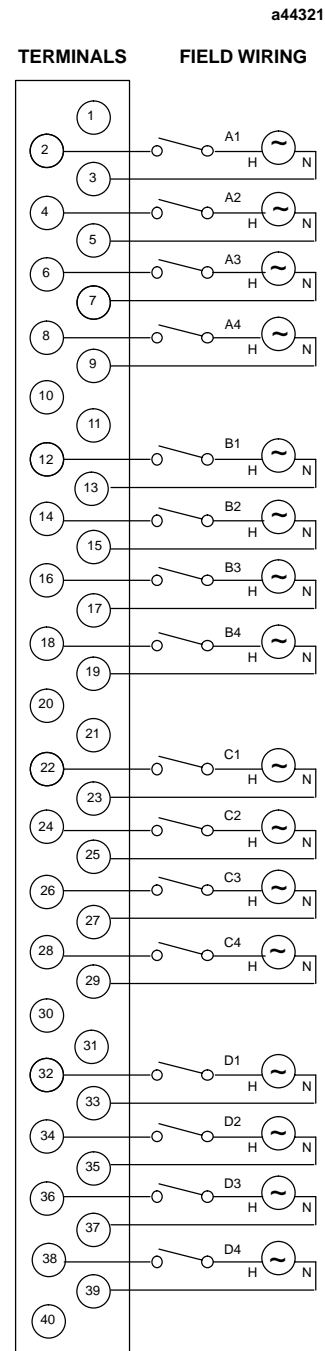 a44321
TERMINALS FIELD WIRING
1
2 A1
H ~ N
3
4 A2
H ~ N
5
6 A3
H ~ N
7
8 A4
H ~ N
9
10
11
12 B1
H ~ N
13
14 B2
H ~ N
15
16 B3
H ~ N
17
18 B4
H ~ N
19
20
21
22 C1
H ~ N
23
24 C2
H ~ N
25
26 C3
H ~ N
27
28 C4
H ~ N
29
30
31
32 D1
H ~ N
33
34 D2
H ~ N
35
36 D3
H ~ N
37
38 D4
H ~ N
39
40